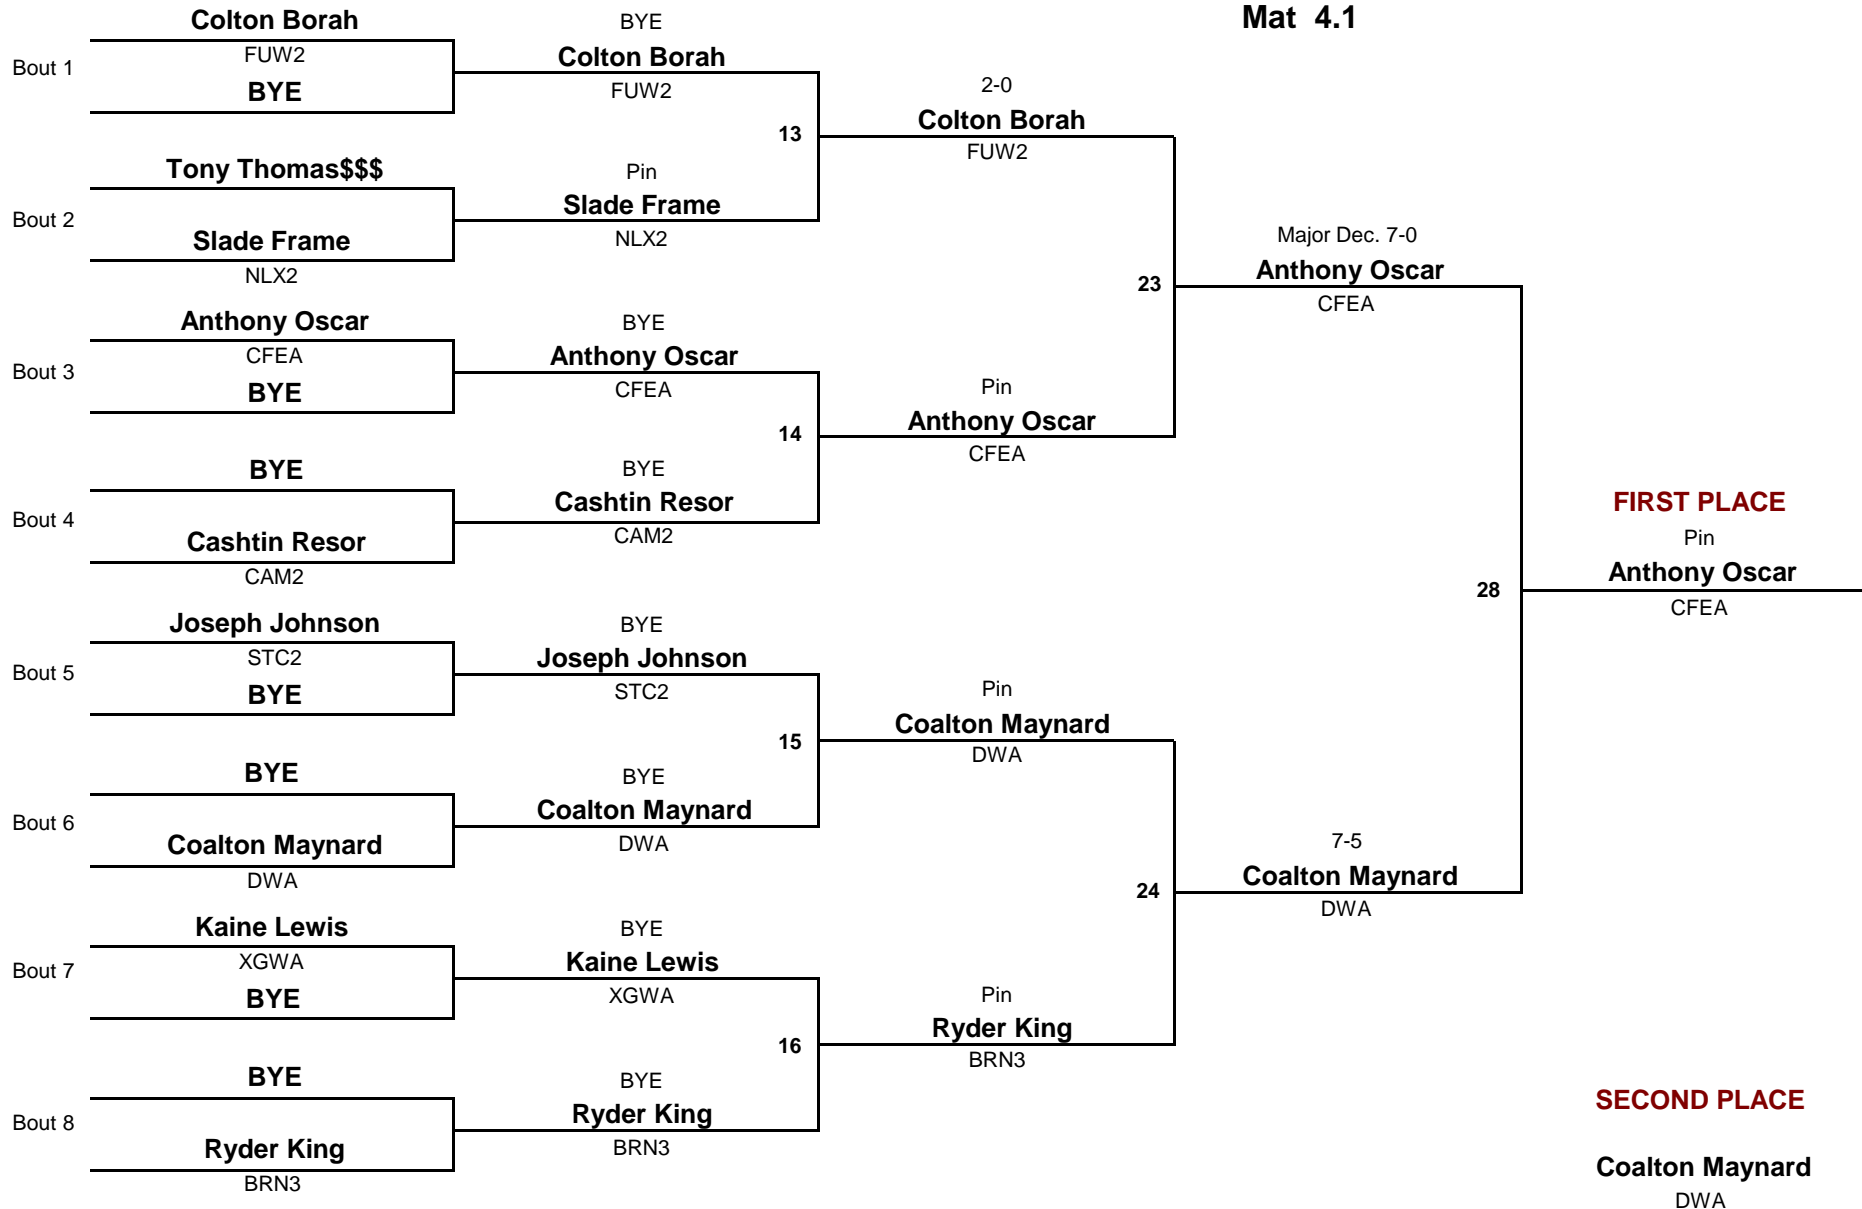 Mat 4.1
Bout 1
Colton Borah
FUW2
BYE
Bout 2
Tony Thomas$$$
Slade Frame
NLX2
Bout 3
Anthony Oscar
CFEA
BYE
Bout 4
BYE
Cashtin Resor
CAM2
Bout 5
Joseph Johnson
STC2
BYE
Bout 6
BYE
Coalton Maynard
DWA
Bout 7
Kaine Lewis
XGWA
BYE
Bout 8
BYE
Ryder King
BRN3
BYE
Colton Borah
FUW2
13
Pin
Slade Frame
NLX2
BYE
Anthony Oscar
CFEA
14
BYE
Cashtin Resor
CAM2
BYE
Joseph Johnson
STC2
15
BYE
Coalton Maynard
DWA
BYE
Kaine Lewis
XGWA
16
BYE
Ryder King
BRN3
2-0
Colton Borah
FUW2
23
Pin
Anthony Oscar
CFEA
Pin
Coalton Maynard
DWA
24
Pin
Ryder King
BRN3
Major Dec. 7-0
Anthony Oscar
CFEA
28
7-5
Coalton Maynard
DWA
FIRST PLACE
Pin
Anthony Oscar
CFEA
SECOND PLACE
Coalton Maynard
DWA